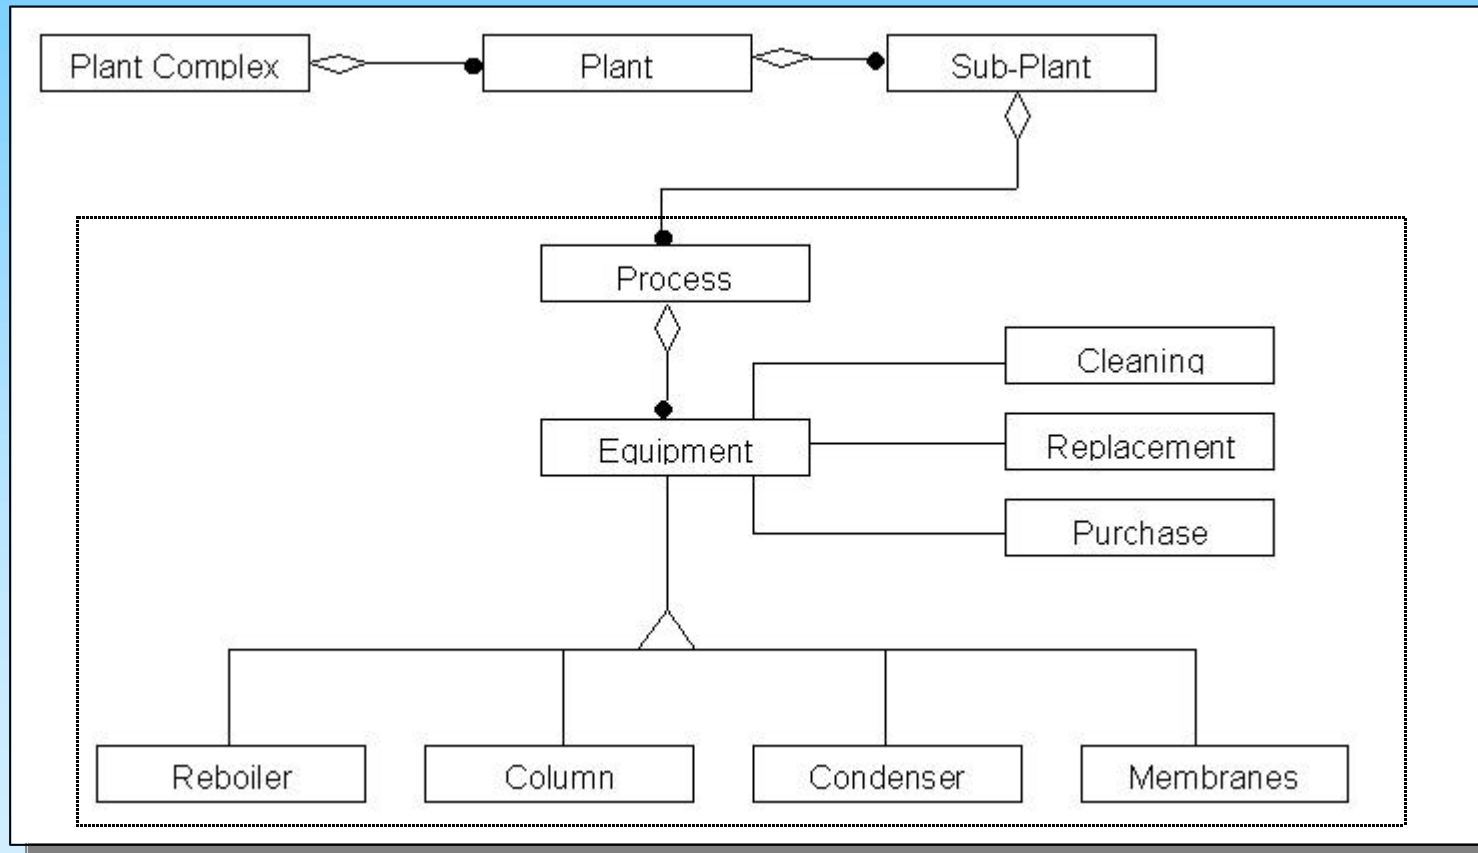 Plant Complex
Plant
Sub-Plant
Process
Cleaning
Equipment
Replacement
Purchase
Reboiler
Column
Condenser
Membranes